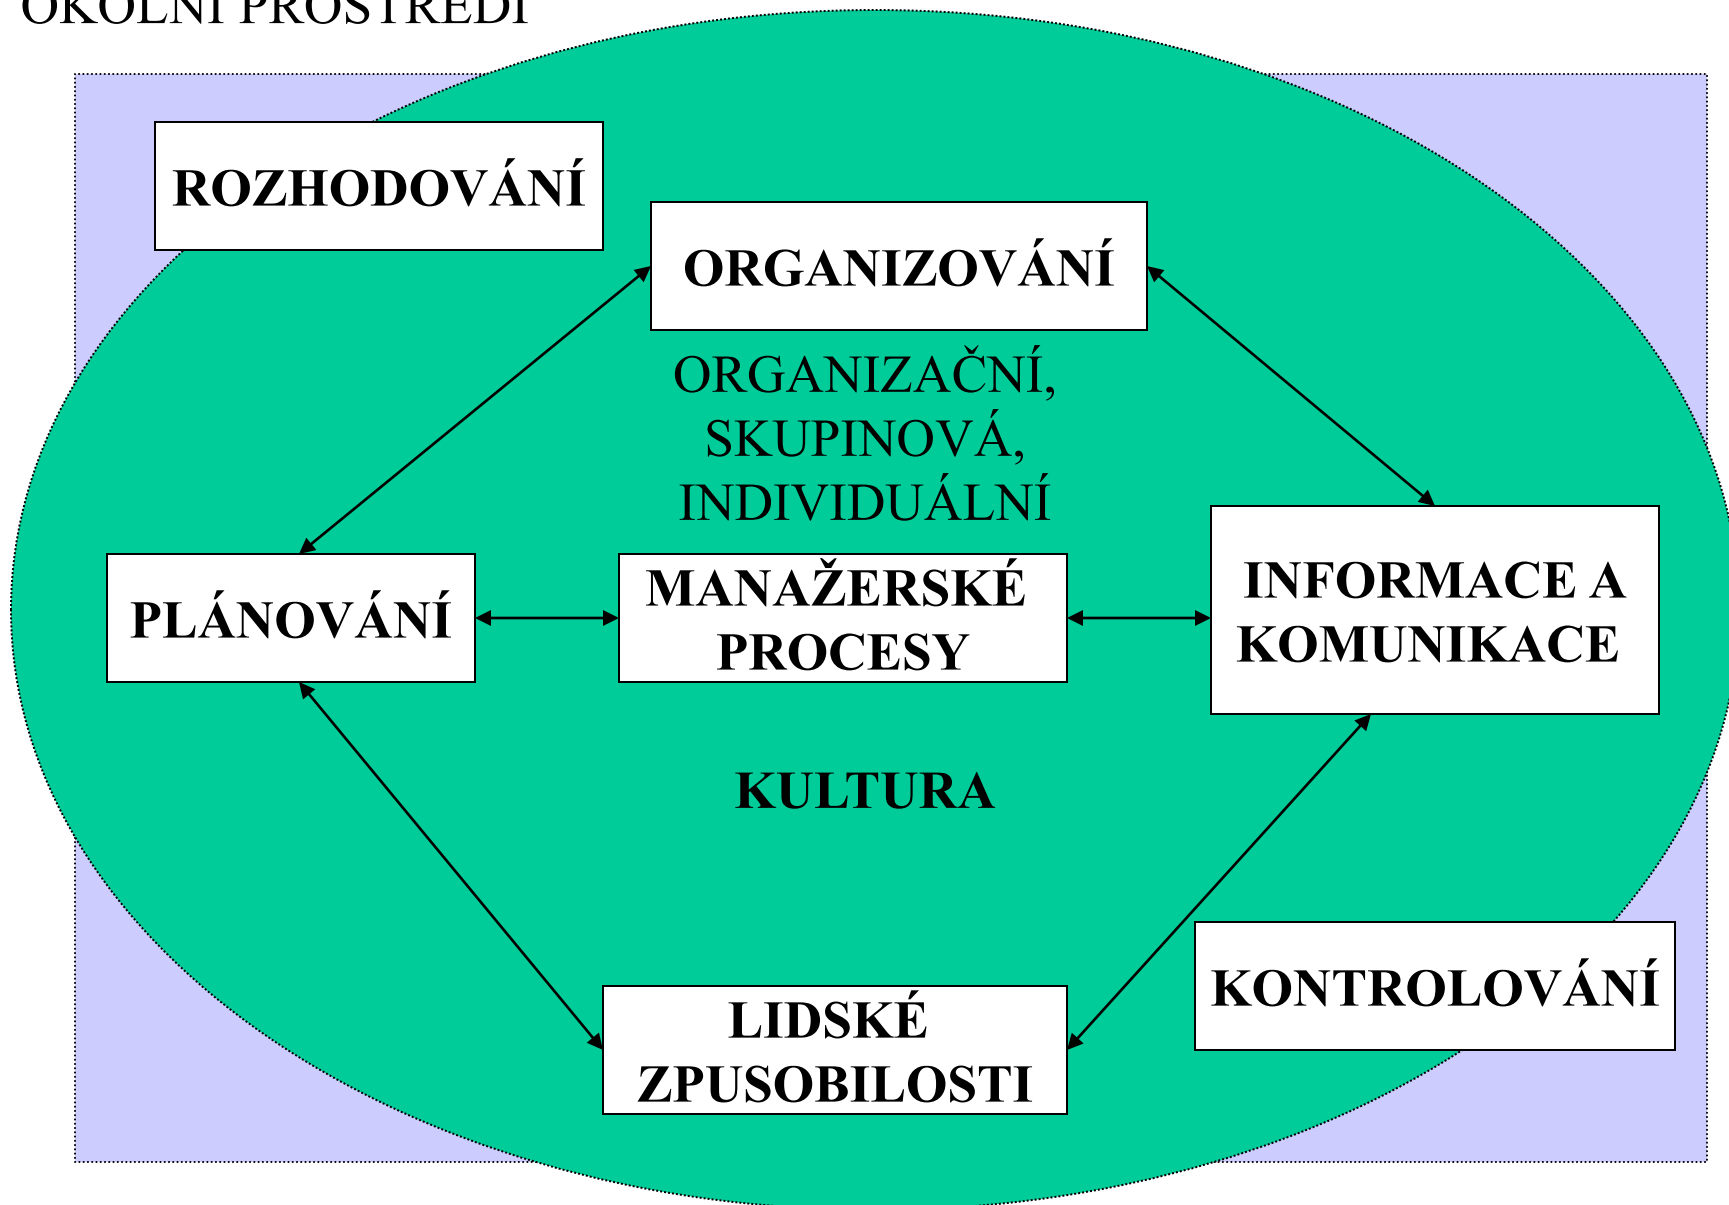 OKOLNÍ PROSTŘEDÍ
ROZHODOVÁNÍ
ORGANIZOVÁNÍ
ORGANIZAČNÍ,
SKUPINOVÁ,
INDIVIDUÁLNÍ
PLÁNOVÁNÍ
MANAŽERSKÉ
PROCESY
INFORMACE A
KOMUNIKACE
KULTURA
KONTROLOVÁNÍ
LIDSKÉ
ZPUSOBILOSTI